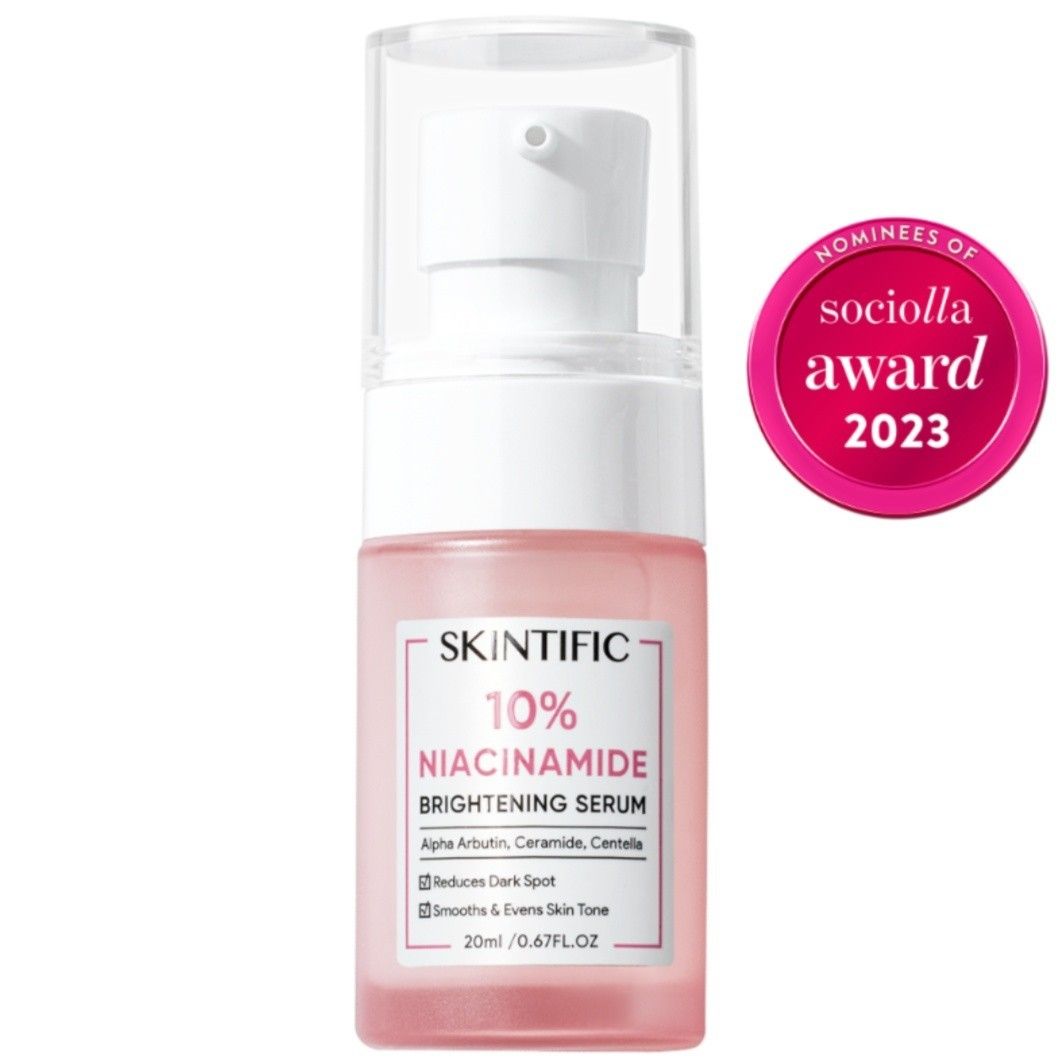 NOMINEES OF
sociolla
award
2023
SKINTIFIC
10%
NIACINAMIDE
BRIGHTENING SERUM
Alpha Arbutin, Ceramide, Centella
☑ Reduces Dark Spot
☑ Smooths & Evens Skin Tone
20ml /0.67FL.OZ